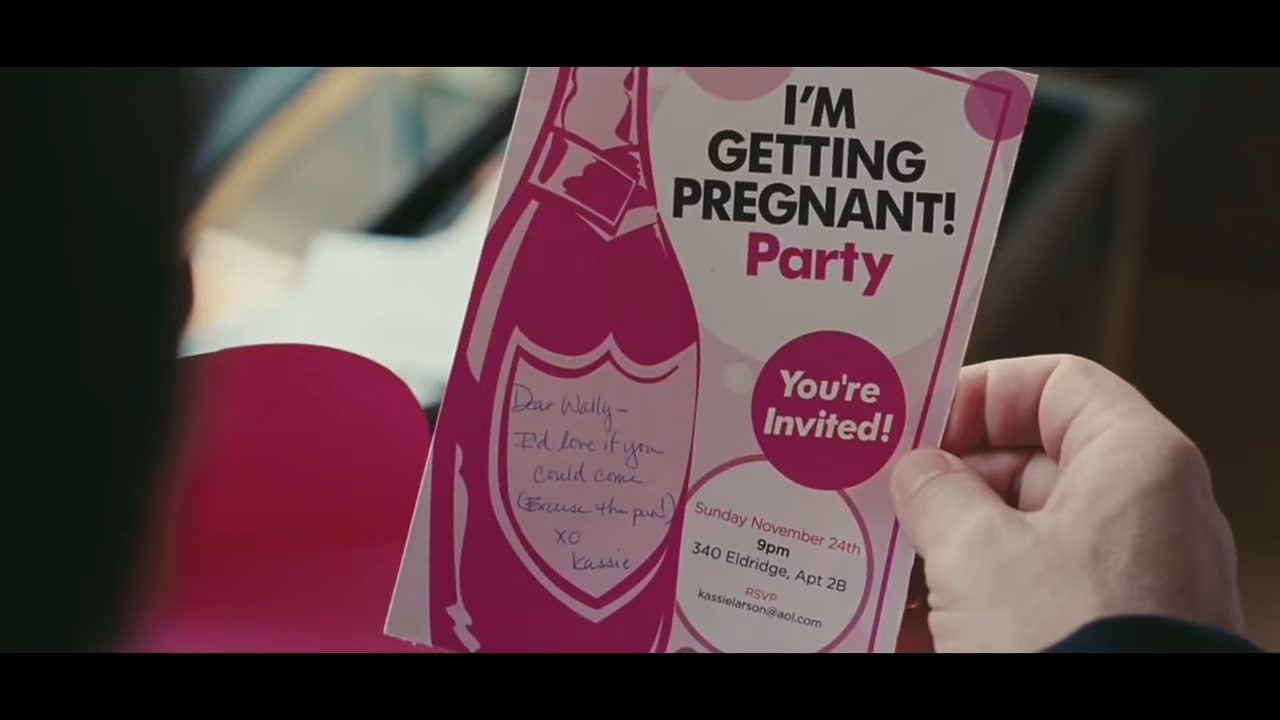 I'M
GETTING
PREGNANT!
Party
You're
Invited!
Dear Wally-
I'd love if you
could come
(Excuse the pun!)
XO
Kassie
Sunday November 24th
9pm
340 Eldridge, Apt 2B
RSVP
kassielarson@aol.com